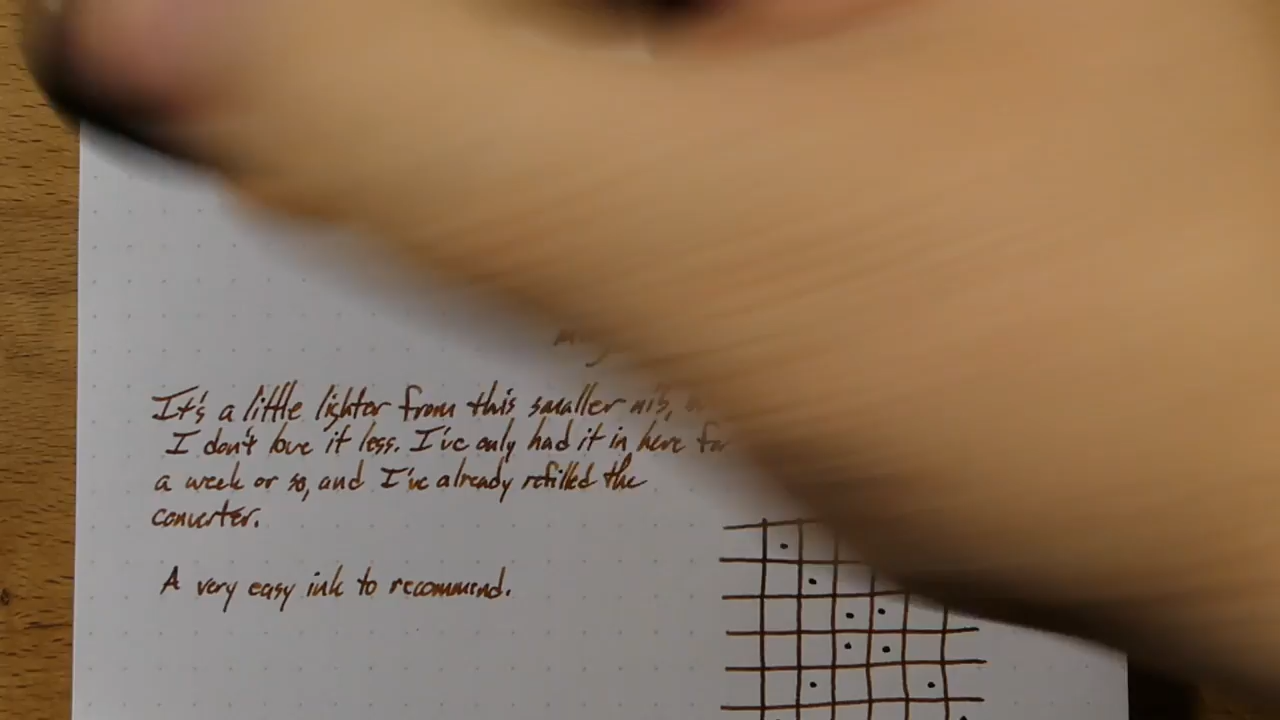 It's a little lighter from this smaller nib,
I don't love it less. I've only had it in here for
a week or so, and I've already refilled the
converter.
A very easy ink to recommend.